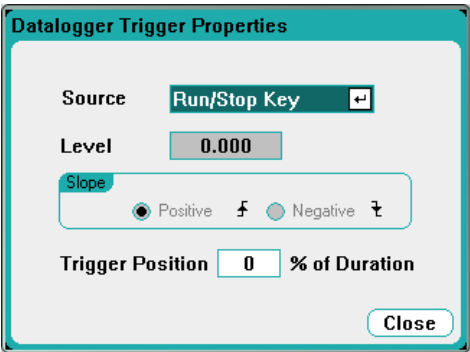 Datalogger Trigger Properties
Source Run/Stop Key
Level 0.000
Slope
Positive Negative
Trigger Position 0 % of Duration
Close